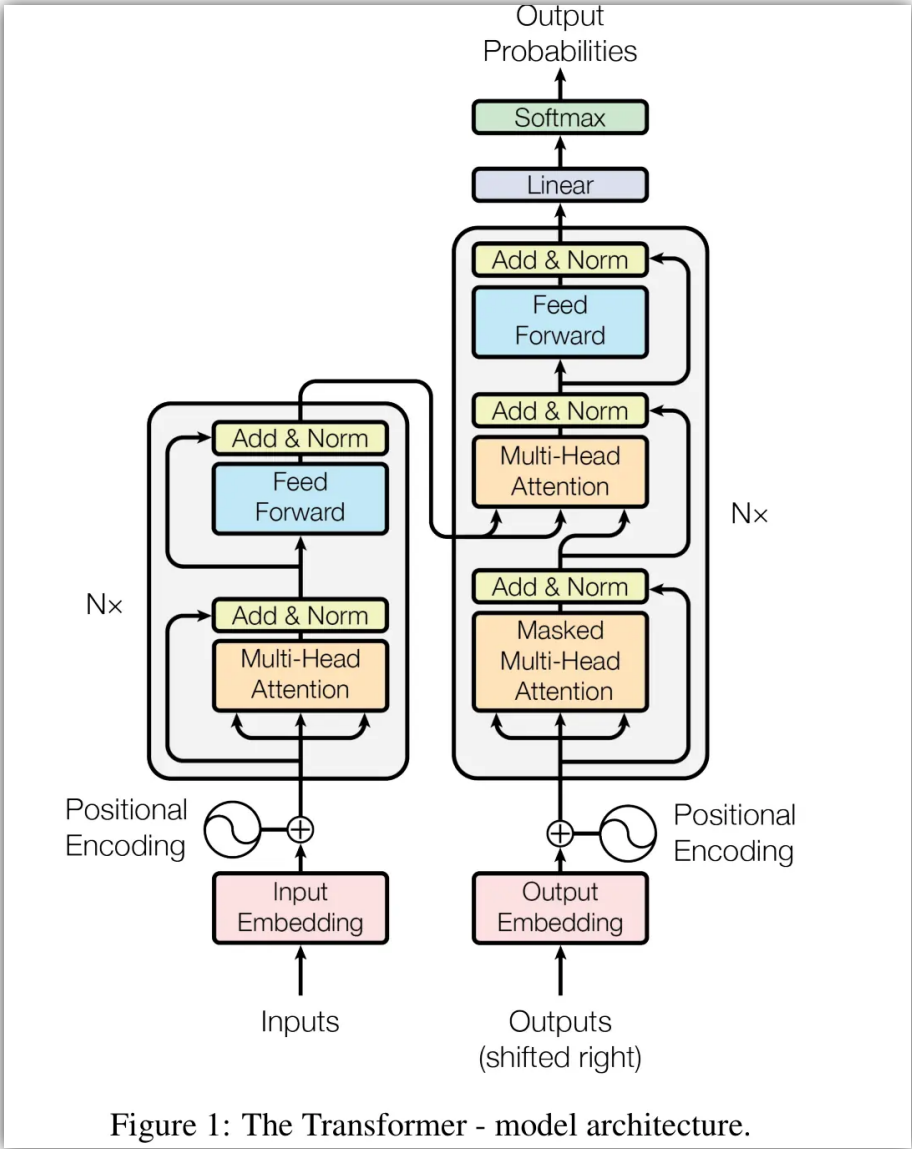 Output
Probabilities
Softmax
Linear
Add & Norm
Feed
Forward
Add & Norm
Multi-Head
Attention
Nx
Add & Norm
Masked
Multi-Head
Attention
Add & Norm
Feed
Forward
Nx
Add & Norm
Multi-Head
Attention
Positional
Encoding
Positional
Encoding
Input
Embedding
Output
Embedding
Inputs
Outputs
(shifted right)
Figure 1: The Transformer - model architecture.